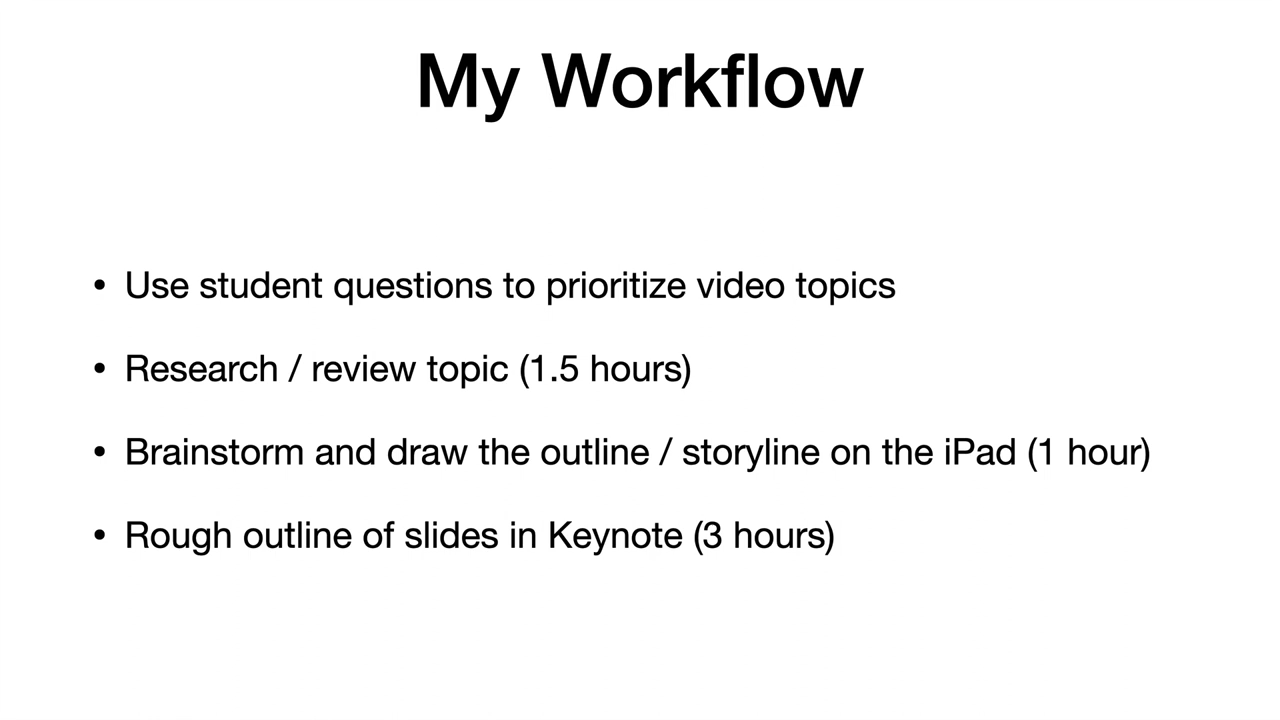 My Workflow
• Use student questions to prioritize video topics
• Research / review topic (1.5 hours)
• Brainstorm and draw the outline / storyline on the iPad (1 hour)
• Rough outline of slides in Keynote (3 hours)